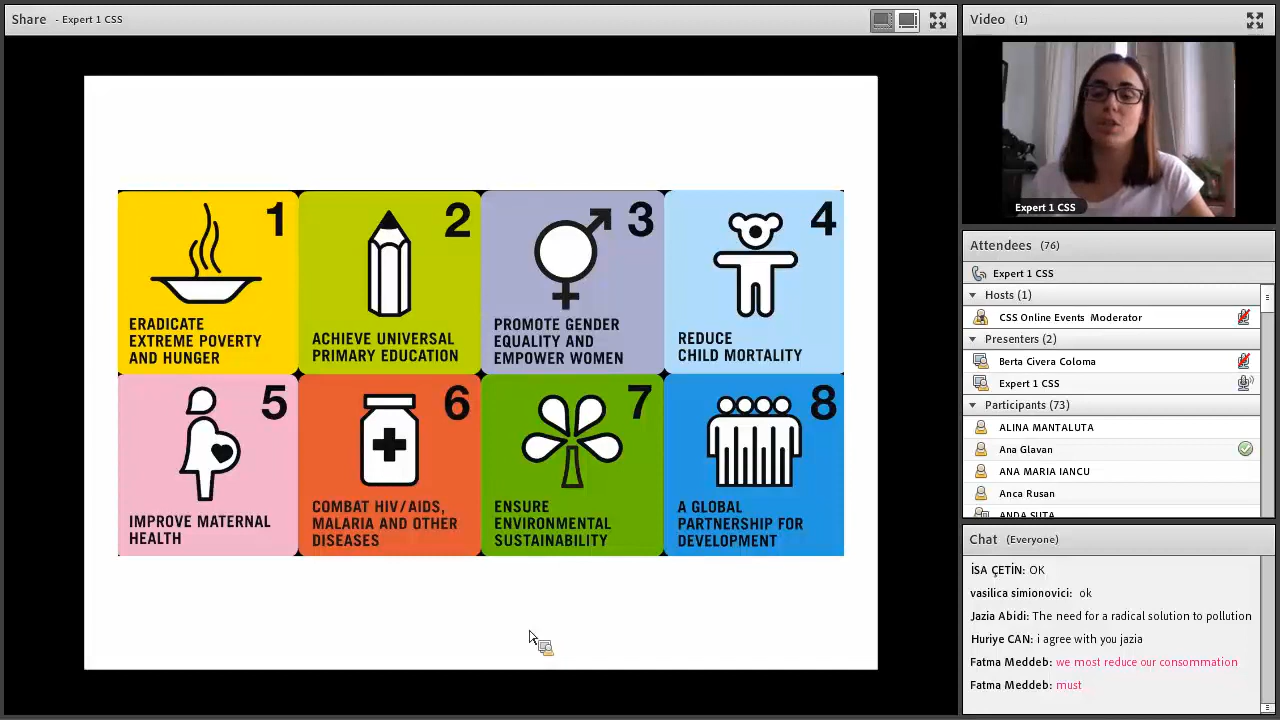 Share - Expert 1 CSS
1
ERADICATE
EXTREME POVERTY
AND HUNGER
2
ACHIEVE UNIVERSAL
PRIMARY EDUCATION
3
PROMOTE GENDER
EQUALITY AND
EMPOWER WOMEN
4
REDUCE
CHILD MORTALITY
5
IMPROVE MATERNAL
HEALTH
6
COMBAT HIV/AIDS,
MALARIA AND OTHER
DISEASES
7
ENSURE
ENVIRONMENTAL
SUSTAINABILITY
8
A GLOBAL
PARTNERSHIP FOR
DEVELOPMENT
Video (1)
Expert 1 CSS
Attendees (76)
Expert 1 CSS
Hosts (1)
CSS Online Events Moderator
Presenters (2)
Berta Civera Coloma
Expert 1 CSS
Participants (73)
ALINA MANTALUTA
Ana Glavan
ANA MARIA IANCU
Anca Rusan
ANDA SUTA
Chat (Everyone)
İSA ÇETİN: OK
vasilica simionovici: ok
Jazia Abidi: The need for a radical solution to pollution
Huriye CAN: i agree with you jazia
Fatma Meddeb: we most reduce our consommation
Fatma Meddeb: must